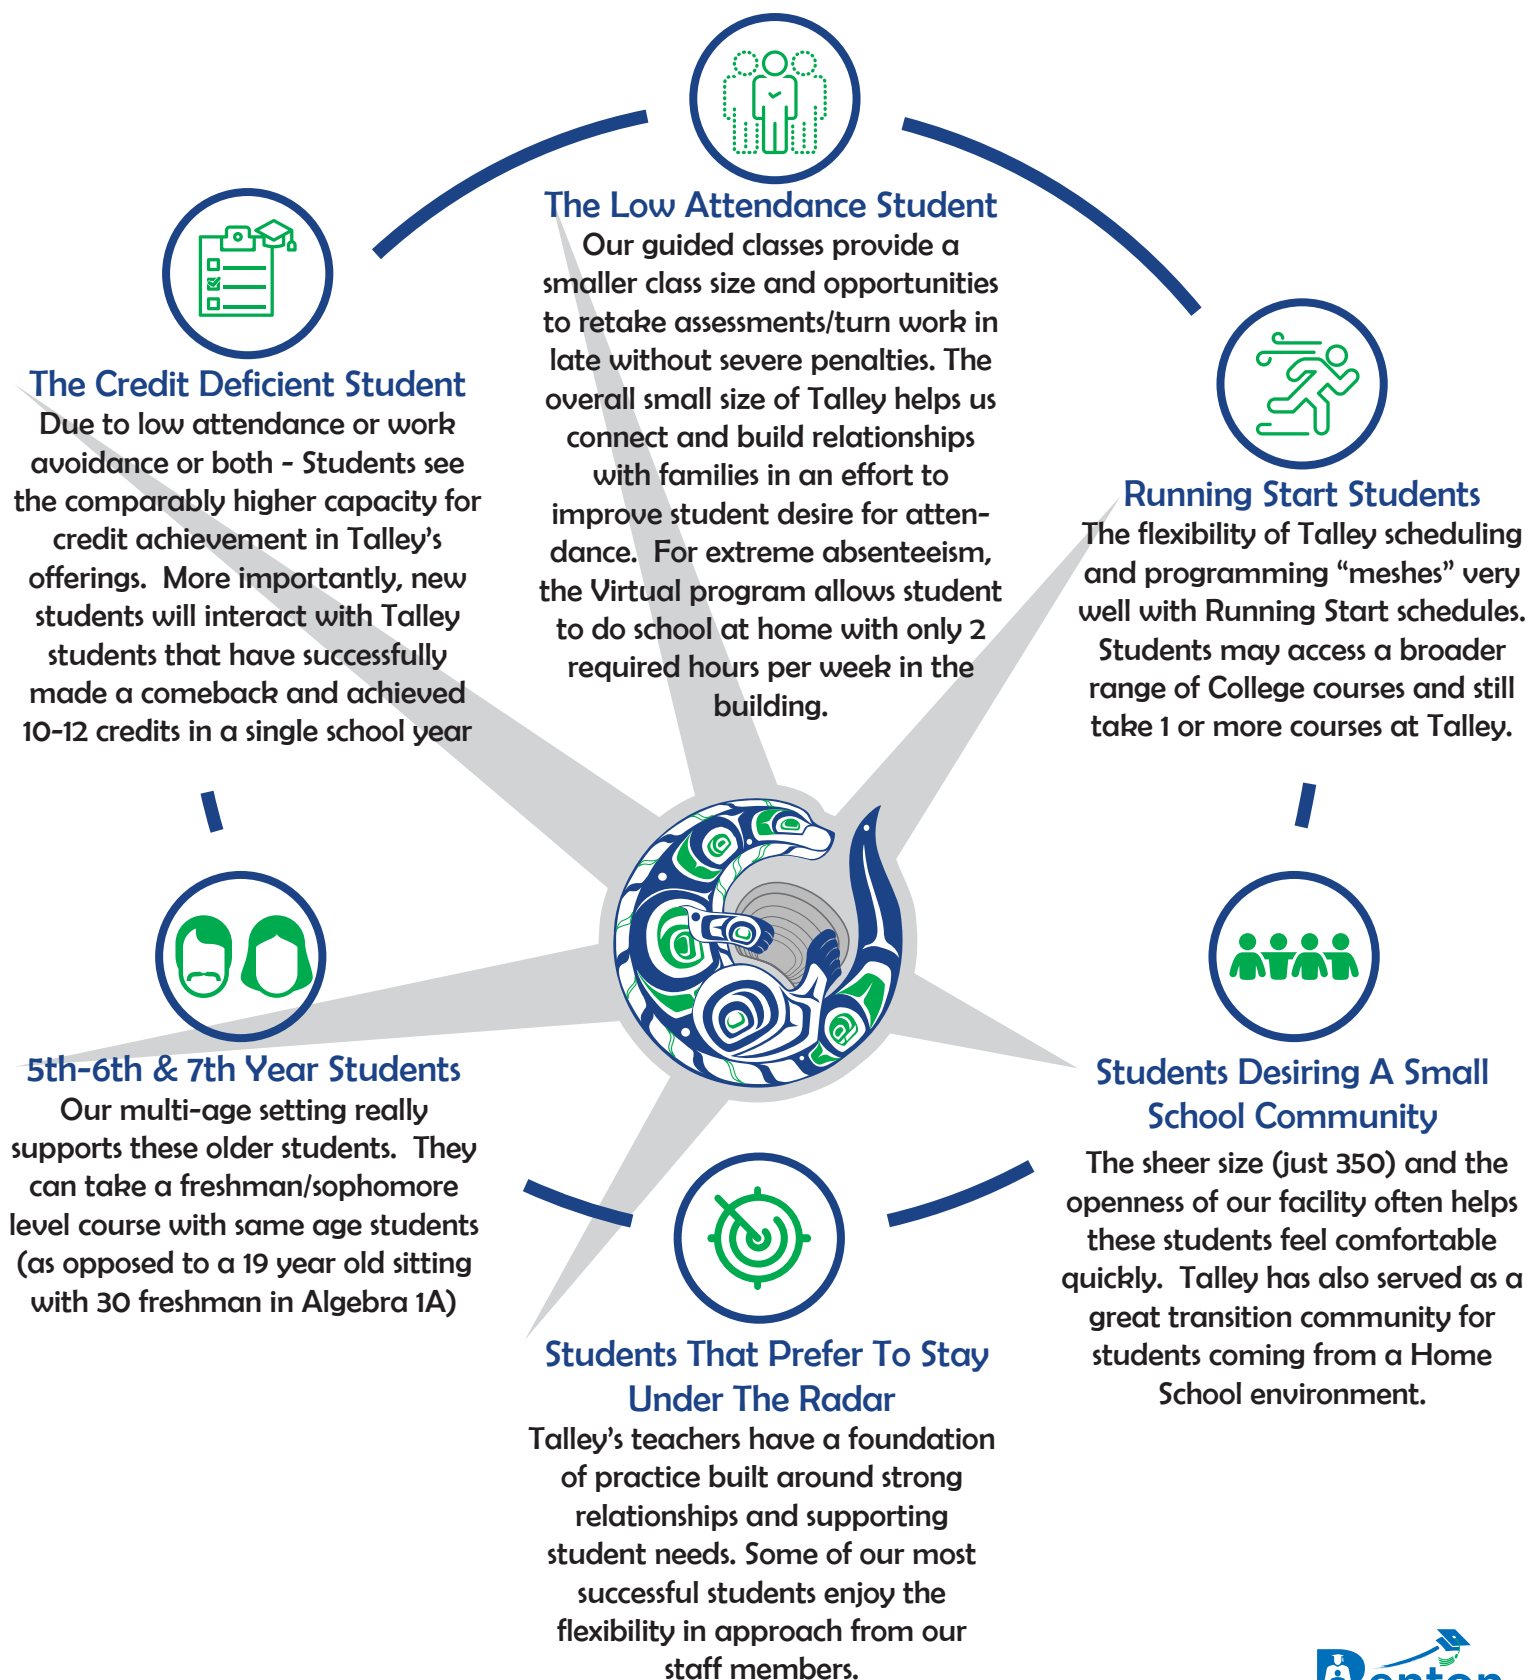 The Low Attendance Student
Our guided classes provide a
smaller class size and opportunities
to retake assessments/turn work in
late without severe penalties. The
overall small size of Talley helps us
connect and build relationships
with families in an effort to
improve student desire for atten-
dance.  For extreme absenteeism,
the Virtual program allows student
to do school at home with only 2
required hours per week in the
building.
The Credit Deficient Student
Due to low attendance or work
avoidance or both - Students see
the comparably higher capacity for
credit achievement in Talley's
offerings.  More importantly, new
students will interact with Talley
students that have successfully
made a comeback and achieved
10-12 credits in a single school year
Running Start Students
The flexibility of Talley scheduling
and programming “meshes” very
well with Running Start schedules.
Students may access a broader
range of College courses and still
take 1 or more courses at Talley.
5th-6th & 7th Year Students
Our multi-age setting really
supports these older students.  They
can take a freshman/sophomore
level course with same age students
(as opposed to a 19 year old sitting
with 30 freshman in Algebra 1A)
Students Desiring A Small
School Community
The sheer size (just 350) and the
openness of our facility often helps
these students feel comfortable
quickly.  Talley has also served as a
great transition community for
students coming from a Home
School environment.
Students That Prefer To Stay
Under The Radar
Talley's teachers have a foundation
of practice built around strong
relationships and supporting
student needs. Some of our most
successful students enjoy the
flexibility in approach from our
staff members.